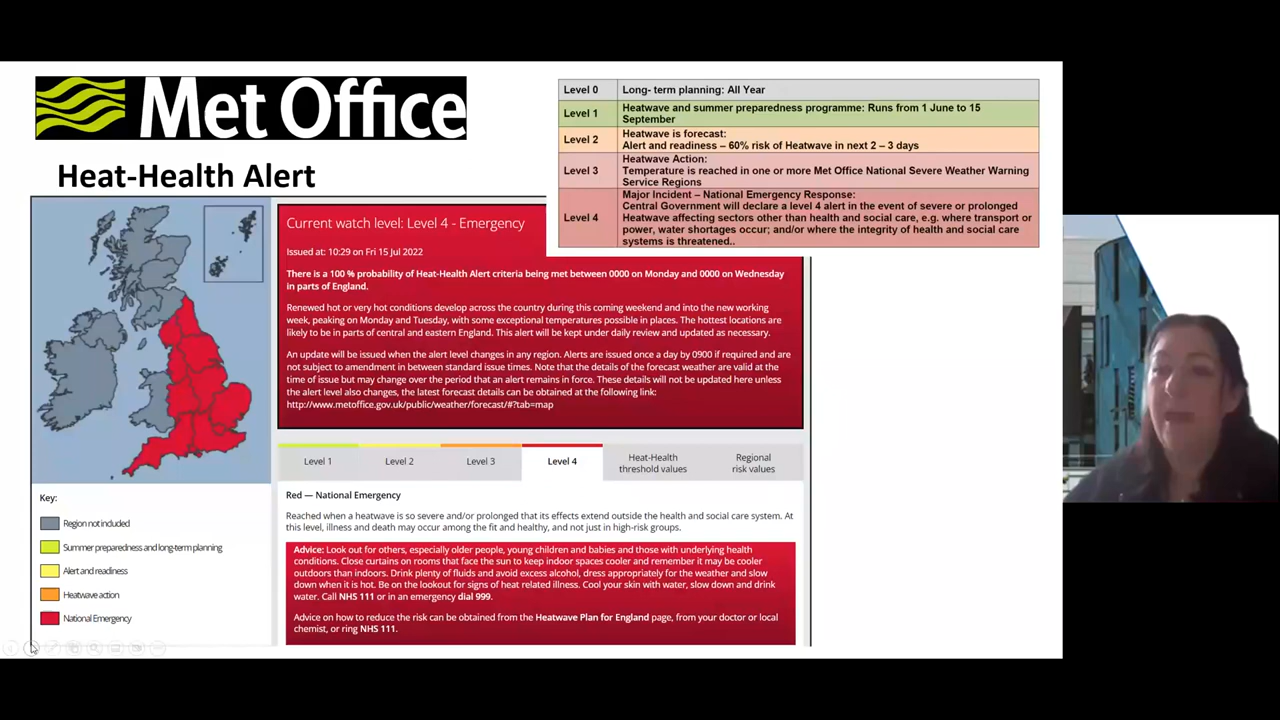 Met Office
Heat-Health Alert
Level 0 Long- term planning: All Year
Level 1 Heatwave and summer preparedness programme: Runs from 1 June to 15
September
Level 2 Heatwave is forecast:
Alert and readiness – 60% risk of Heatwave in next 2 – 3 days
Level 3 Heatwave Action:
Temperature is reached in one or more Met Office National Severe Weather Warning
Service Regions
Level 4 Major Incident – National Emergency Response:
Central Government will declare a level 4 alert in the event of severe or prolonged
Heatwave affecting sectors other than health and social care, e.g. where transport or
power, water shortages occur; and/or where the integrity of health and social care
systems is threatened..
Current watch level: Level 4 - Emergency
Issued at: 10:29 on Fri 15 Jul 2022
There is a 100 % probability of Heat-Health Alert criteria being met between 0000 on Monday and 0000 on Wednesday
in parts of England.
Renewed hot or very hot conditions develop across the country during this coming weekend and into the new working
week, peaking on Monday and Tuesday, with some exceptional temperatures possible in places. The hottest locations are
likely to be in parts of central and eastern England. This alert will be kept under daily review and updated as necessary.
An update will be issued when the alert level changes in any region. Alerts are issued once a day by 0900 if required and are
not subject to amendment in between standard issue times. Note that the details of the forecast weather are valid at the
time of issue but may change over the period that an alert remains in force. These details will not be updated here unless
the alert level also changes, the latest forecast details can be obtained at the following link:
http://www.metoffice.gov.uk/public/weather/forecast/#?tab=map
Level 1 Level 2 Level 3 Level 4 Heat-Health
threshold values Regional
risk values
Key:
Region not included
Summer preparedness and long-term planning
Alert and readiness
Heatwave action
National Emergency
Red — National Emergency
Reached when a heatwave is so severe and/or prolonged that its effects extend outside the health and social care system. At
this level, illness and death may occur among the fit and healthy, and not just in high-risk groups.
Advice: Look out for others, especially older people, young children and babies and those with underlying health
conditions. Close curtains on rooms that face the sun to keep indoor spaces cooler and remember it may be cooler
outdoors than indoors. Drink plenty of fluids and avoid excess alcohol, dress appropriately for the weather and slow
down when it is hot. Be on the lookout for signs of heat related illness. Cool your skin with water, slow down and drink
water. Call NHS 111 or in an emergency dial 999.
Advice on how to reduce the risk can be obtained from the Heatwave Plan for England page, from your doctor or local
chemist, or ring NHS 111.